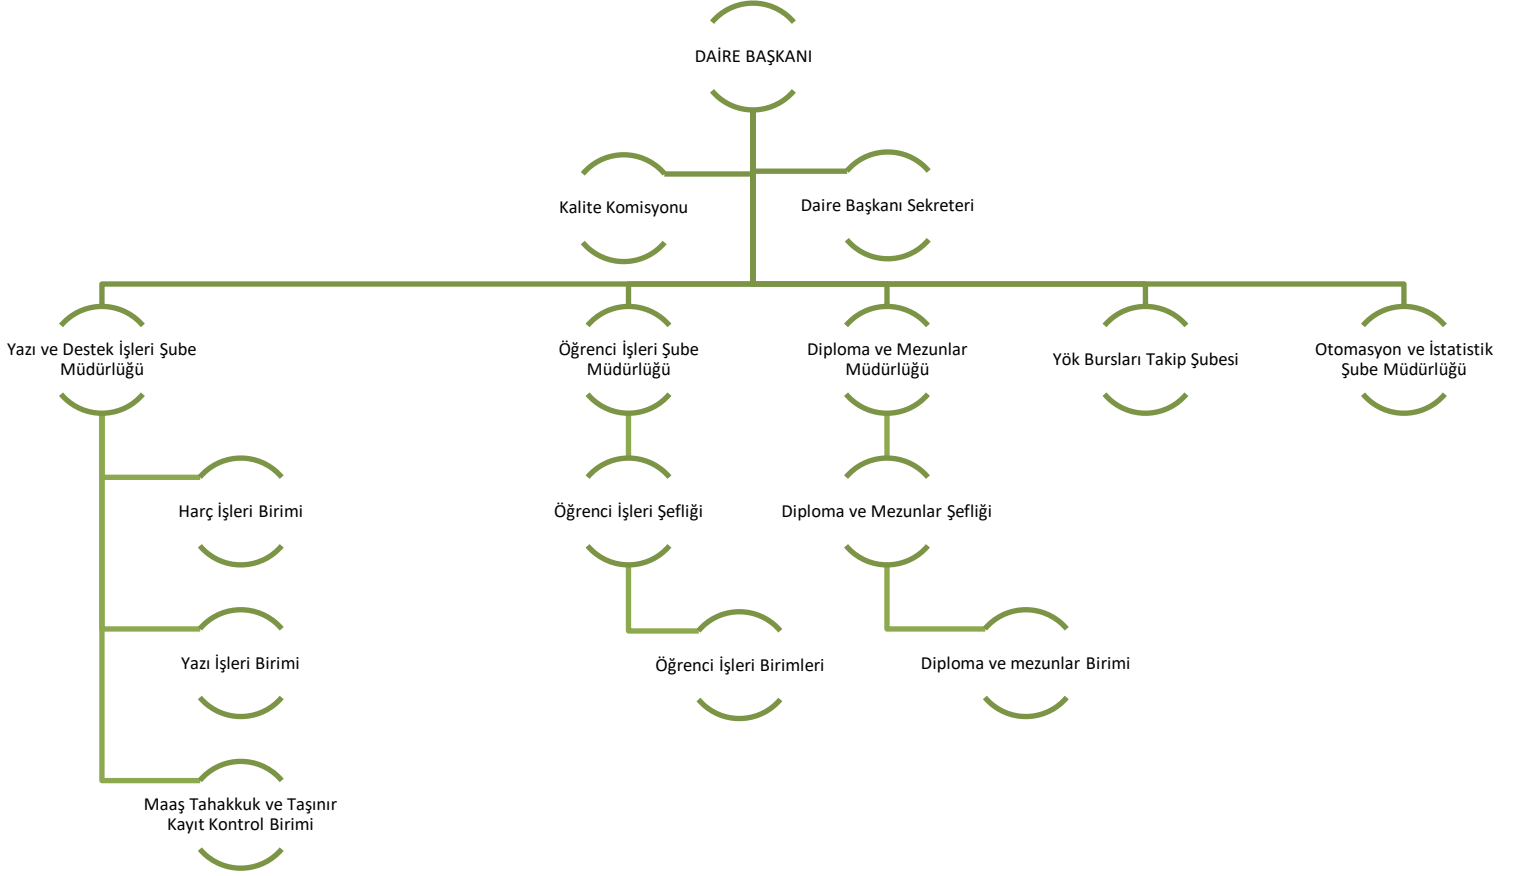 DAİRE BAŞKANI
Kalite Komisyonu
Daire Başkanı Sekreteri
Yazı ve Destek İşleri Şube
Müdürlüğü
Öğrenci İşleri Şube
Müdürlüğü
Diploma ve Mezunlar
Müdürlüğü
Yök Bursları Takip Şubesi
Otomasyon ve İstatistik
Şube Müdürlüğü
Harç İşleri Birimi
Öğrenci İşleri Şefliği
Diploma ve Mezunlar Şefliği
Yazı İşleri Birimi
Öğrenci İşleri Birimleri
Diploma ve mezunlar Birimi
Maaş Tahakkuk ve Taşınır
Kayıt Kontrol Birimi